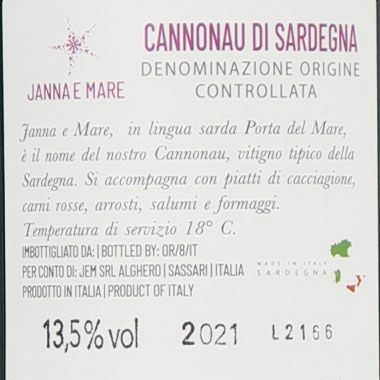 CANNONAU DI SARDEGNA
DENOMINAZIONE ORIGINE
CONTROLLATA
JANNA E MARE
Janna e Mare, in lingua sarda Porta del Mare,
è il nome del nostro Cannonau, vitigno tipico della
Sardegna. Si accompagna con piatti di cacciagione,
carni rosse, arrosti, salumi e formaggi.
Temperatura di servizio 18° C.
IMBOTTIGLIATO DA: | BOTTLED BY: OR/8/IT
PER CONTO DI: JEM SRL ALGHERO | SASSARI | ITALIA
PRODOTTO IN ITALIA | PRODUCT OF ITALY
MADE IN ITALY
SARDEGNA
13,5% vol 2021 L2166